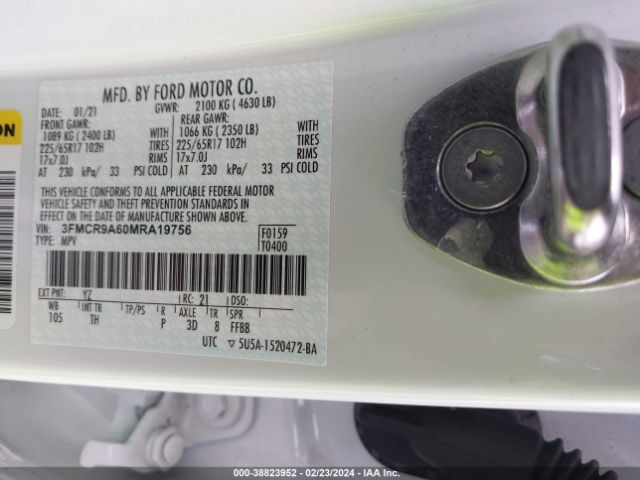 ON
MFD. BY FORD MOTOR CO.
DATE: 01/21 GVWR: 2100 KG ( 4630 LB)
FRONT GAWR: REAR GAWR:
1089 KG ( 2400 LB) WITH 1066 KG ( 2350 LB) WITH
225/65R17 102H TIRES 225/65R17 102H TIRES
17x7.0J RIMS 17x7.0J RIMS
AT 230 kPa/ 33 PSI COLD AT 230 kPa/ 33 PSI COLD
THIS VEHICLE CONFORMS TO ALL APPLICABLE FEDERAL MOTOR
VEHICLE SAFETY AND THEFT PREVENTION STANDARDS IN
EFFECT ON THE DATE OF MANUFACTURE SHOWN ABOVE.
VIN: 3FMCR9A60MRA19756 F0159
TYPE: MPV T0400
EXT PNT: YZ RC: 21 DSO:
WB INT TR TP/PS R AXLE TR SPR
105 TH P 3D 8 FFBB
UTC ▽ 5U5A-1520472-BA
000-38823952 - 02/23/2024 - IAA Inc.